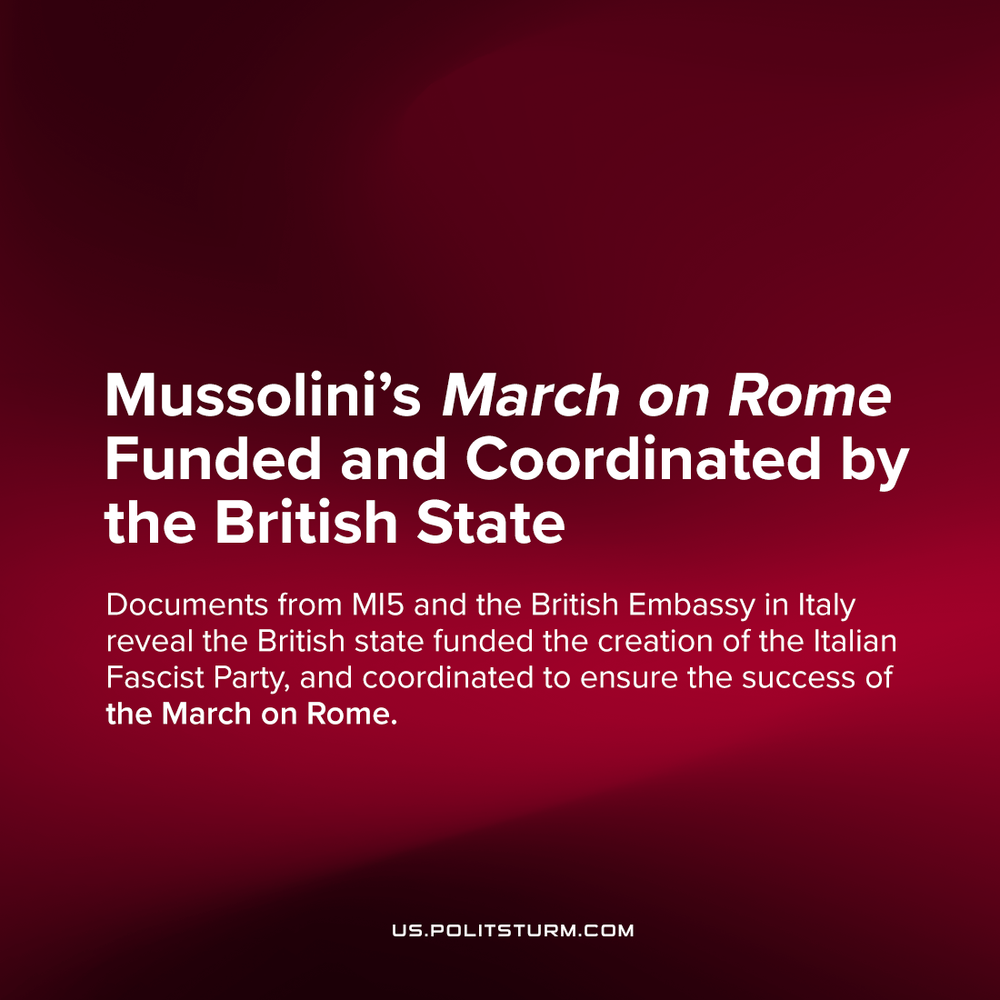 Mussolini’s March on Rome
Funded and Coordinated by
the British State
Documents from MI5 and the British Embassy in Italy
reveal the British state funded the creation of the Italian
Fascist Party, and coordinated to ensure the success of
the March on Rome.
US.POLITSTURM.COM